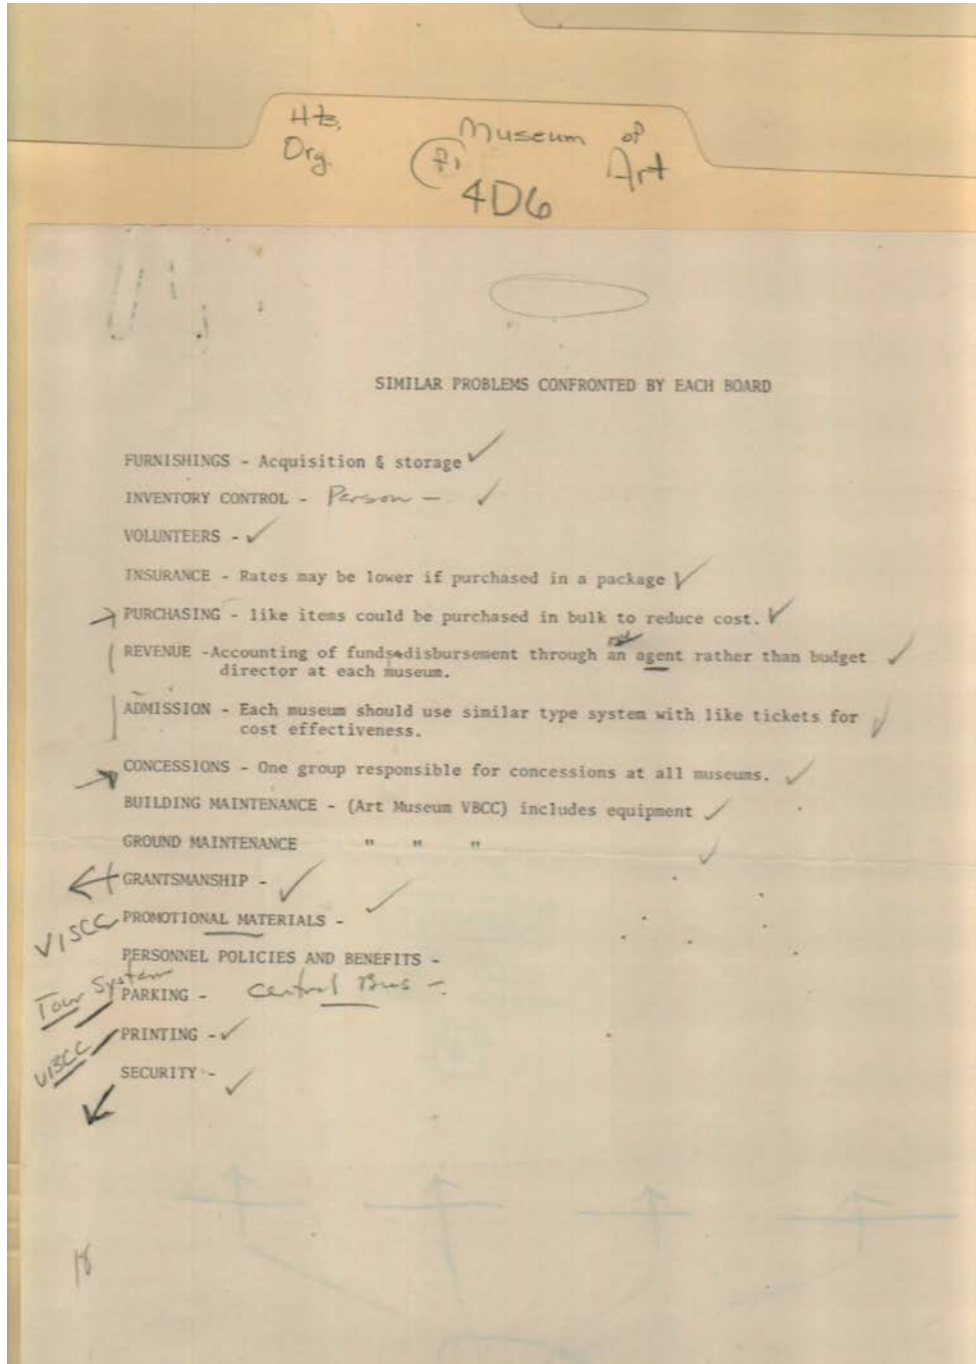 Hts.
Org.
Museum of
Art
4D6
SIMILAR PROBLEMS CONFRONTED BY EACH BOARD
FURNISHINGS - Acquisition & storage ✓
INVENTORY CONTROL - Person - ✓
VOLUNTEERS - ✓
INSURANCE - Rates may be lower if purchased in a package ✓
→ PURCHASING - like items could be purchased in bulk to reduce cost. ✓
REVENUE -Accounting of funds disbursement through an agent rather than budget ✓
director at each museum.
ADMISSION - Each museum should use similar type system with like tickets for ✓
cost effectiveness.
→ CONCESSIONS - One group responsible for concessions at all museums. ✓
BUILDING MAINTENANCE - (Art Museum VBCC) includes equipment ✓
GROUND MAINTENANCE " " " ✓
GRANTSMANSHIP - ✓
PROMOTIONAL MATERIALS - ✓
PERSONNEL POLICIES AND BENEFITS -
Tour System
PARKING - Central Bus -
PRINTING - ✓
SECURITY - ✓
18